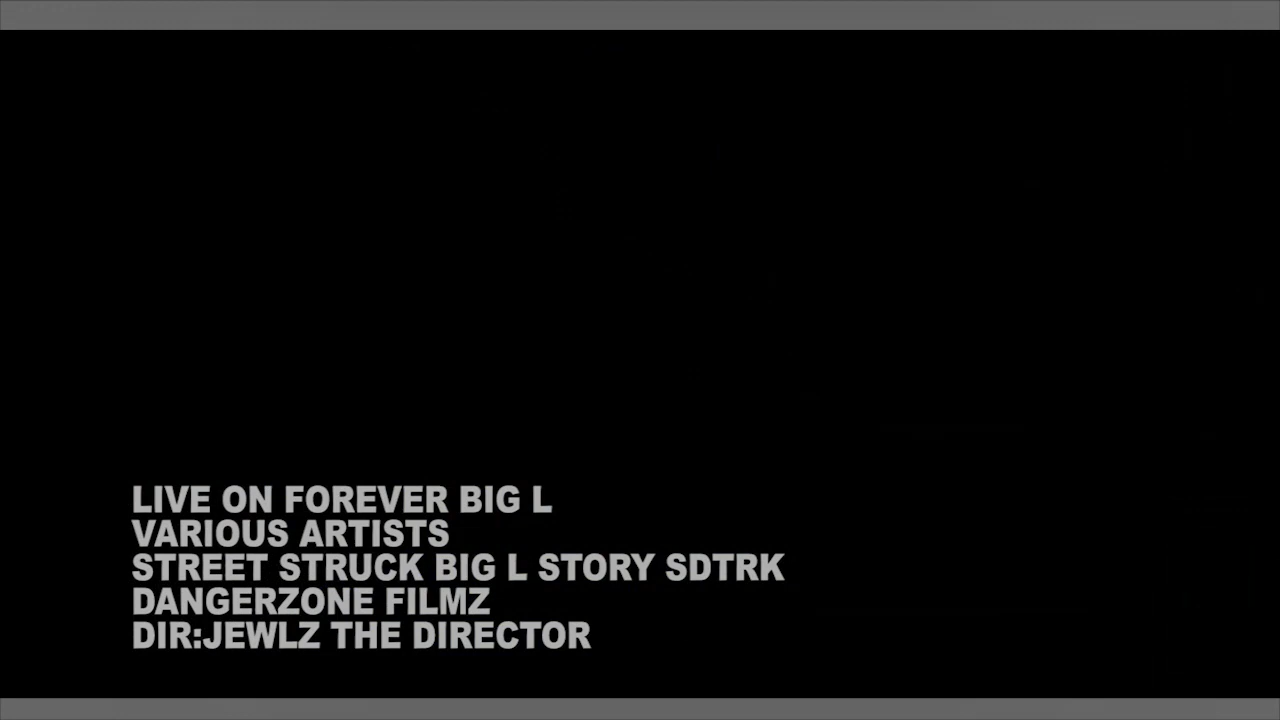 LIVE ON FOREVER BIG L
VARIOUS ARTISTS
STREET STRUCK BIG L STORY SDTRK
DANGERZONE FILMZ
DIR:JEWLZ THE DIRECTOR